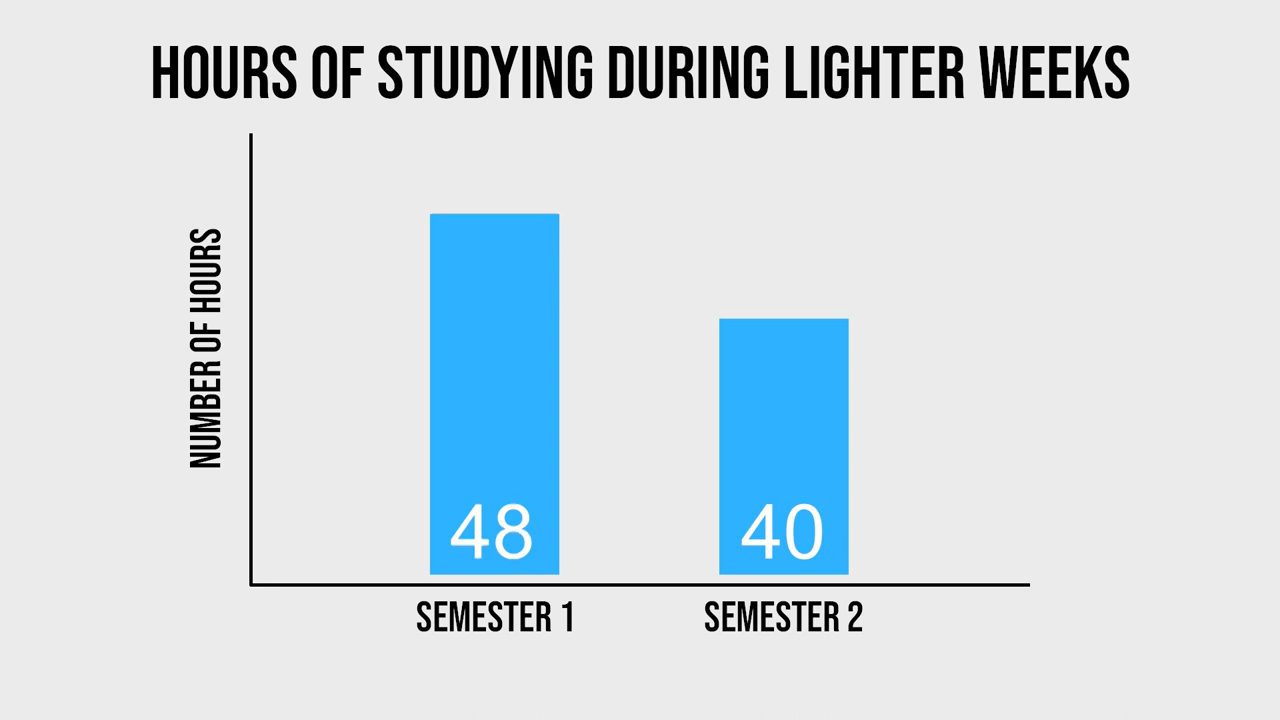 HOURS OF STUDYING DURING LIGHTER WEEKS
NUMBER OF HOURS
48
40
SEMESTER 1
SEMESTER 2